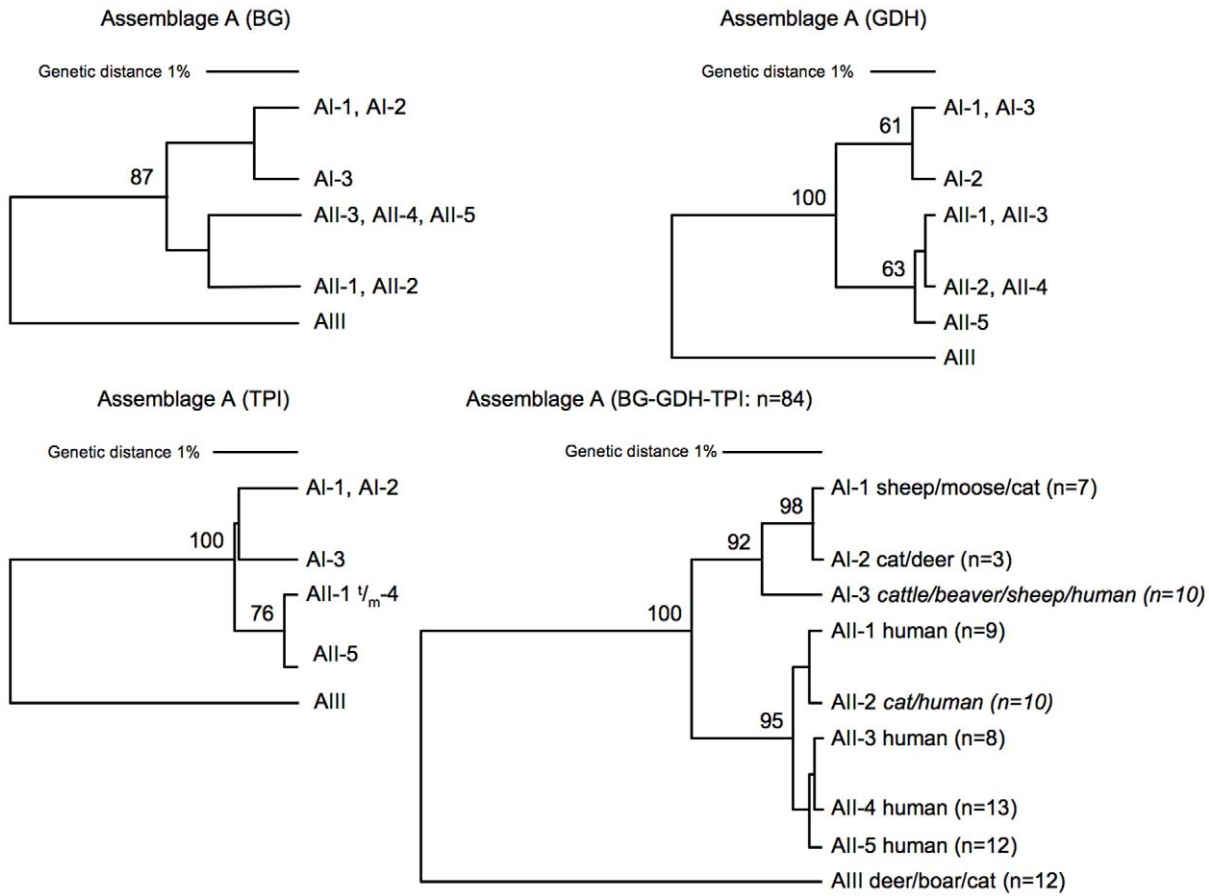 Assemblage A (BG)
Genetic distance 1%
AI-1, AI-2
87
AI-3
AII-3, AII-4, AII-5
AII-1, AII-2
AIII
Assemblage A (GDH)
Genetic distance 1%
AI-1, AI-3
61
AI-2
100
AII-1, AII-3
63
AII-2, AII-4
AII-5
AIII
Assemblage A (TPI)
Genetic distance 1%
AI-1, AI-2
100
AI-3
AII-1 t/m-4
76
AII-5
AIII
Assemblage A (BG-GDH-TPI: n=84)
Genetic distance 1%
AI-1 sheep/moose/cat (n=7)
98
92
AI-2 cat/deer (n=3)
AI-3 cattle/beaver/sheep/human (n=10)
100
AII-1 human (n=9)
AII-2 cat/human (n=10)
95
AII-3 human (n=8)
AII-4 human (n=13)
AII-5 human (n=12)
AIII deer/boar/cat (n=12)